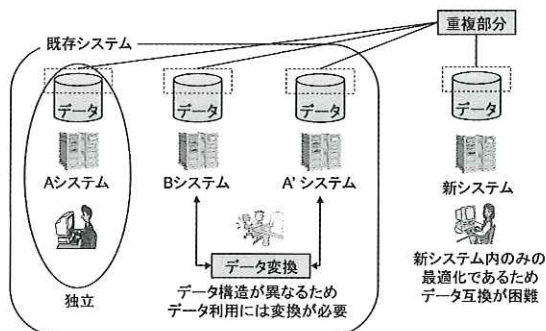 重複部分
既存システム
データ
データ
データ
データ
Aシステム
Bシステム
A' システム
新システム
データ変換
独立
データ構造が異なるため
データ利用には変換が必要
新システム内のみの
最適化であるため
データ互換が困難